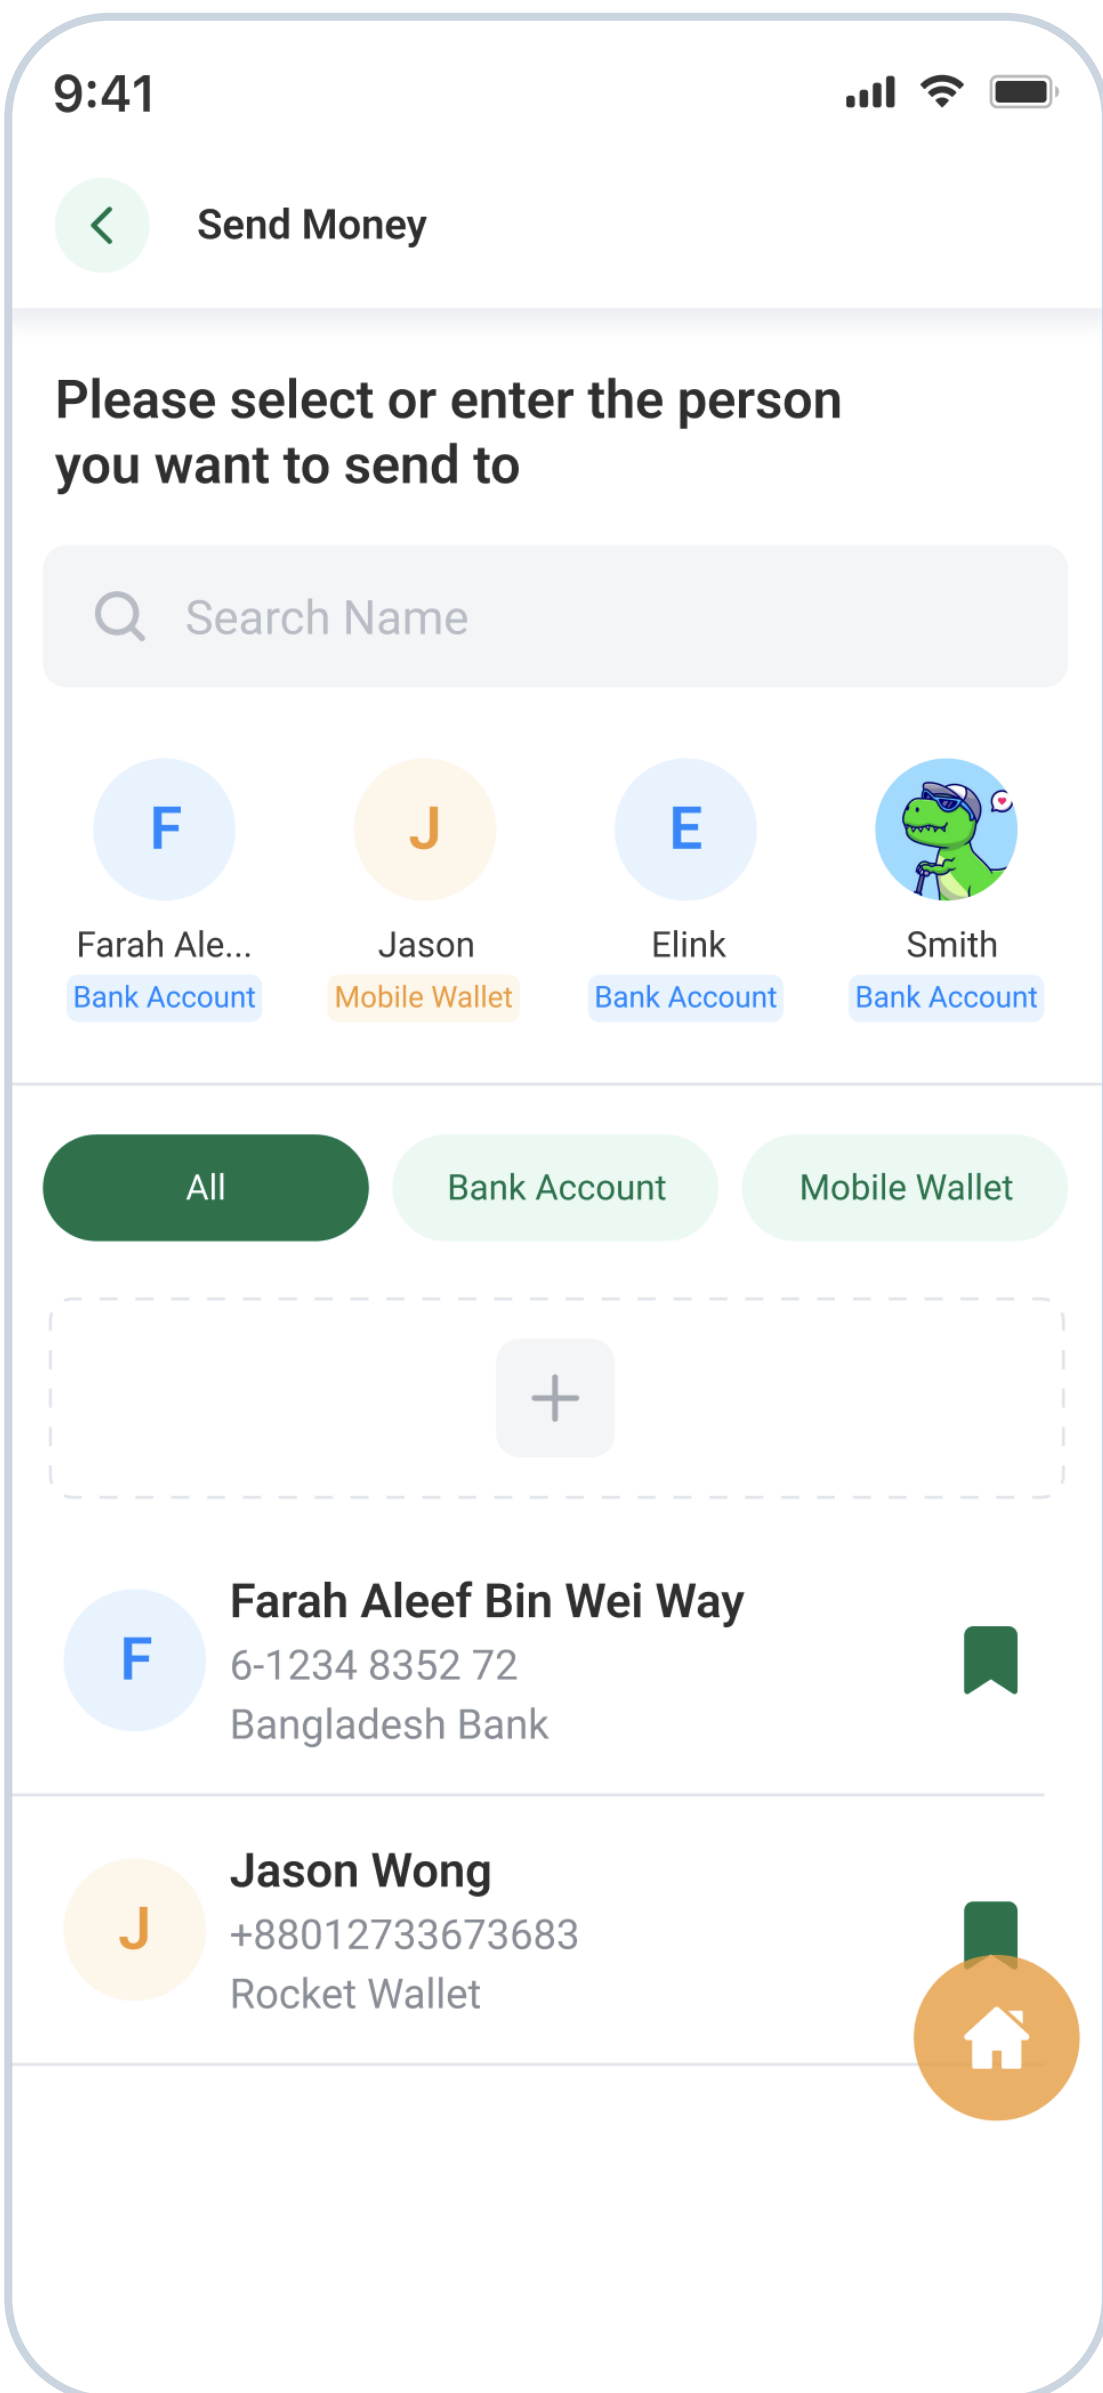 9:41
Send Money
Please select or enter the person
you want to send to
Search Name
F
J
E
Farah Ale...
Jason
Elink
Smith
Bank Account
Mobile Wallet
Bank Account
Bank Account
All
Bank Account
Mobile Wallet
F
Farah Aleef Bin Wei Way
6-1234 8352 72
Bangladesh Bank
J
Jason Wong
+88012733673683
Rocket Wallet